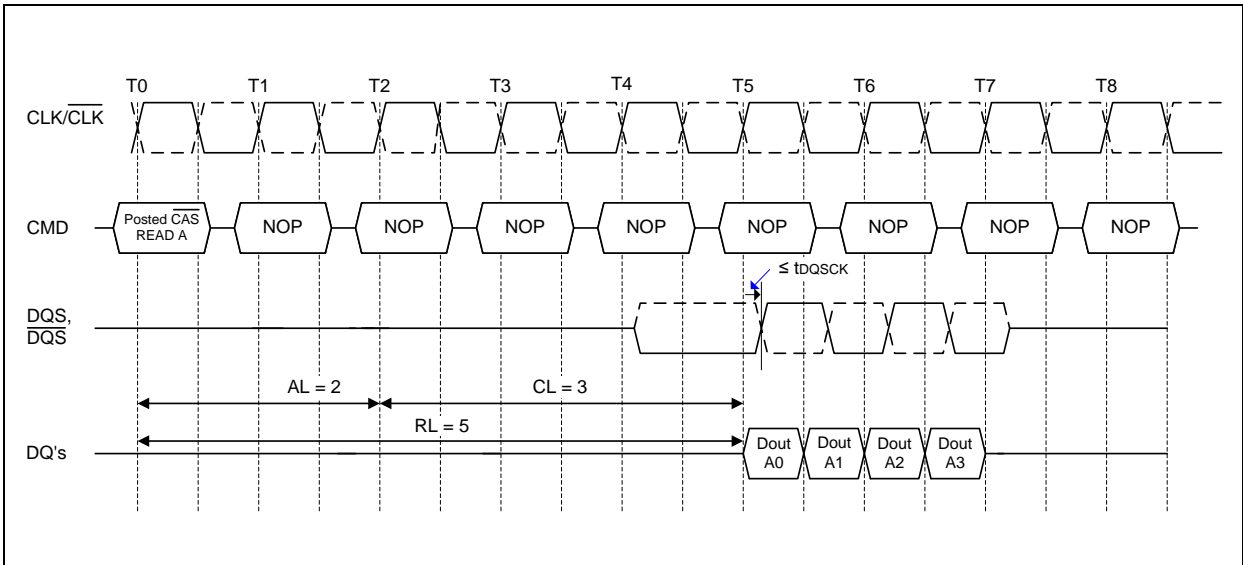 T0 T1 T2 T3 T4 T5 T6 T7 T8
CLK/CLK
CMD
Posted CAS
READ A
NOP NOP NOP NOP NOP NOP NOP NOP
≤ tDQSCK
DQS,
DQS
AL = 2 CL = 3
RL = 5
DQ's
Dout
A0
Dout
A1
Dout
A2
Dout
A3